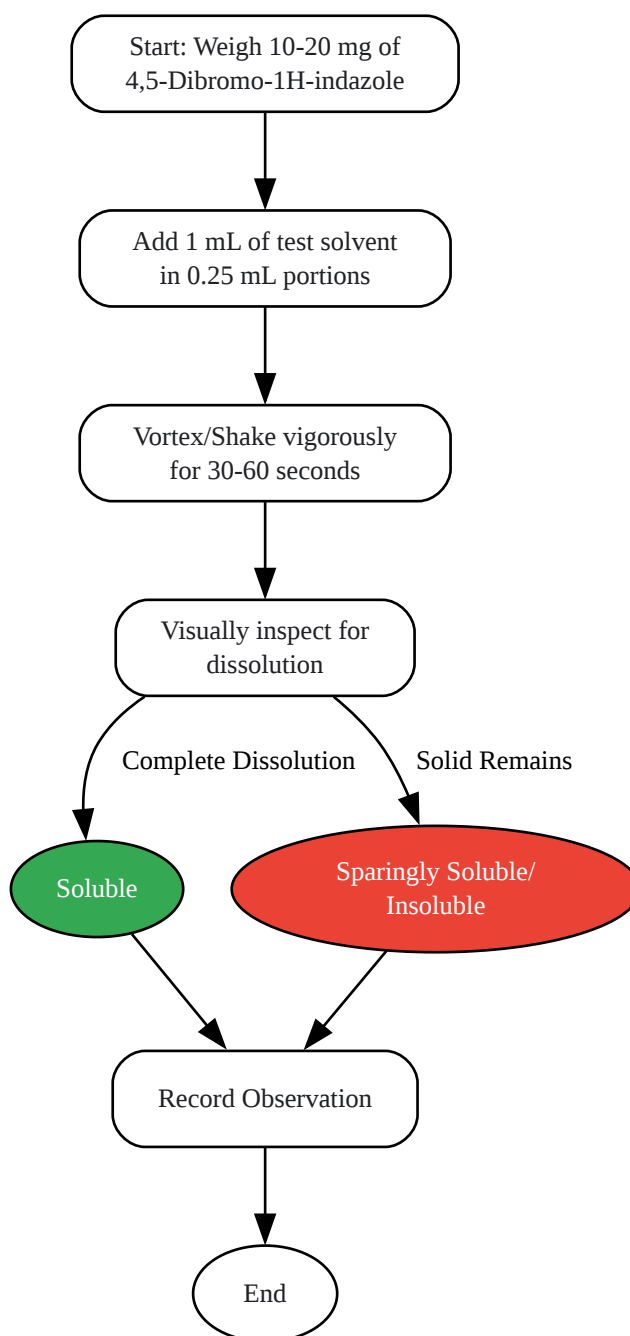 Start: Weigh 10-20 mg of
4,5-Dibromo-1H-indazole
Add 1 mL of test solvent
in 0.25 mL portions
Vortex/Shake vigorously
for 30-60 seconds
Visually inspect for
dissolution
Complete Dissolution
Solid Remains
Soluble
Sparingly Soluble/
Insoluble
Record Observation
End